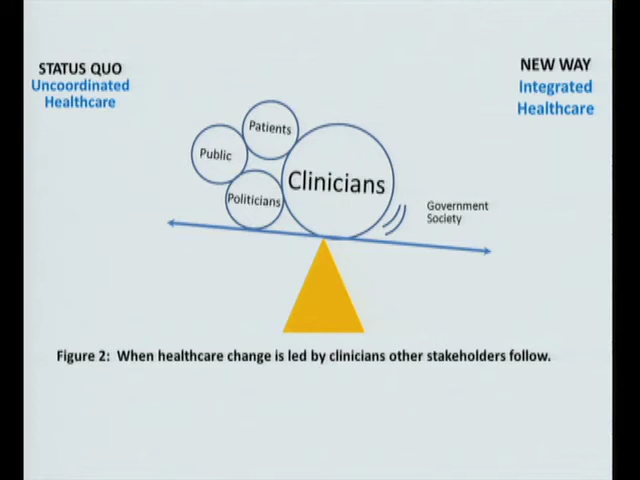 STATUS QUO
Uncoordinated
Healthcare
NEW WAY
Integrated
Healthcare
Patients
Public
Clinicians
Politicians
Government
Society
Figure 2: When healthcare change is led by clinicians other stakeholders follow.